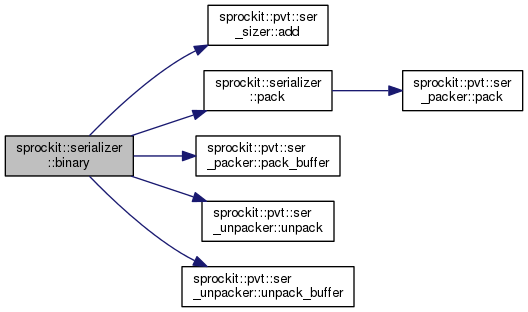 sprockit::pvt::ser
_sizer::add
sprockit::serializer
::pack
sprockit::pvt::ser
_packer::pack
sprockit::serializer
::binary
sprockit::pvt::ser
_packer::pack_buffer
sprockit::pvt::ser
_unpacker::unpack
sprockit::pvt::ser
_unpacker::unpack_buffer